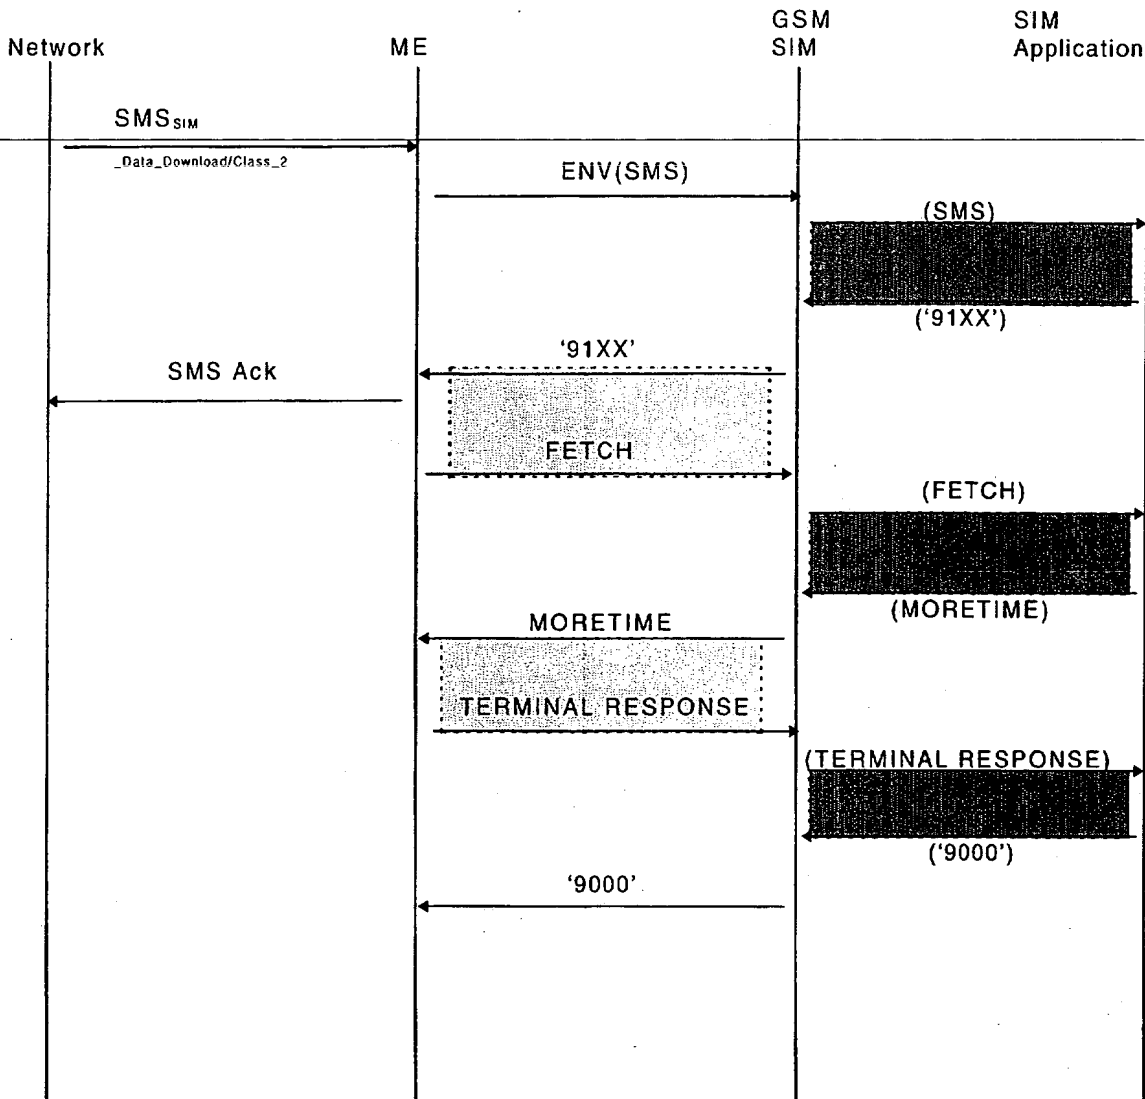 Network
ME
GSM
SIM
SIM
Application
SMSSIM
_Data_Download/Class_2
ENV(SMS)
(SMS)
('91XX')
'91XX'
SMS Ack
FETCH
(FETCH)
(MORETIME)
MORETIME
TERMINAL RESPONSE
(TERMINAL RESPONSE)
('9000')
'9000'